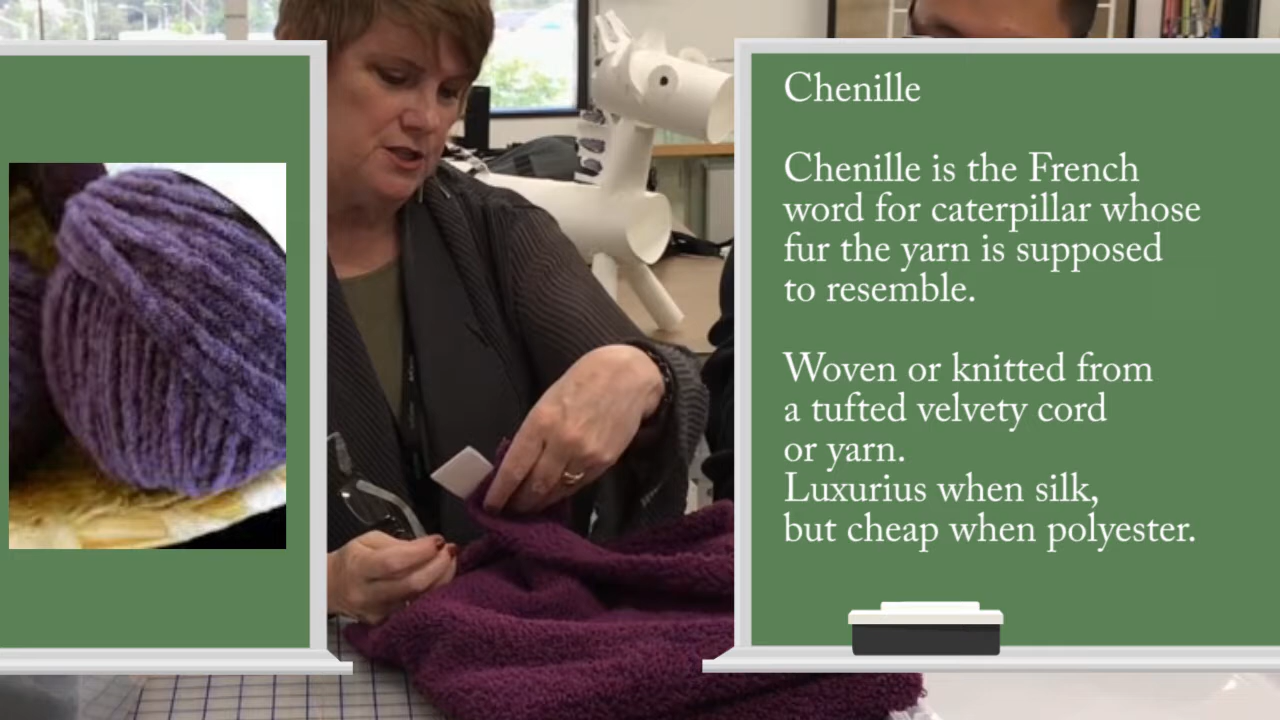 Chenille
Chenille is the French
word for caterpillar whose
fur the yarn is supposed
to resemble.
Woven or knitted from
a tufted velvety cord
or yarn.
Luxurius when silk,
but cheap when polyester.